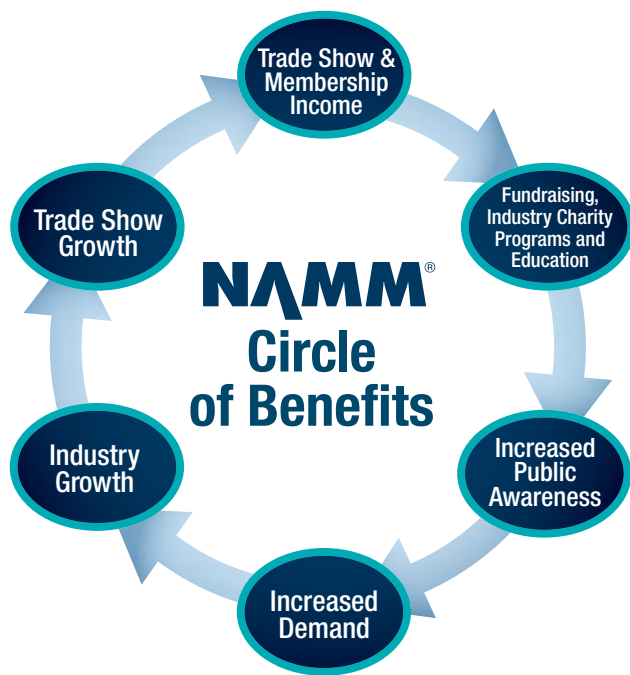 Trade Show &
Membership
Income
Fundraising,
Industry Charity
Programs and
Education
Increased
Public
Awareness
Increased
Demand
Industry
Growth
Trade Show
Growth
NAMM®
Circle
of Benefits